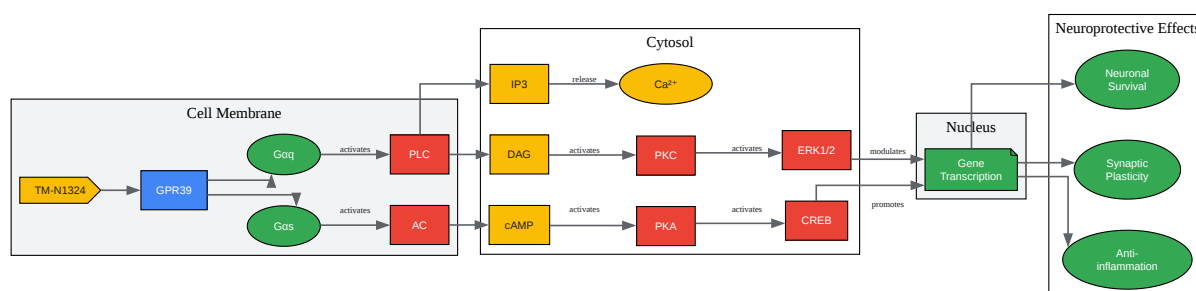 Cell Membrane
TM-N1324
GPR39
Gαq
activates
PLC
Gαs
activates
AC
Cytosol
IP3
release
Ca²⁺
DAG
activates
PKC
activates
ERK1/2
modulates
cAMP
activates
PKA
activates
CREB
promotes
Nucleus
Gene
Transcription
Neuroprotective Effects
Neuronal
Survival
Synaptic
Plasticity
Anti-
inflammation